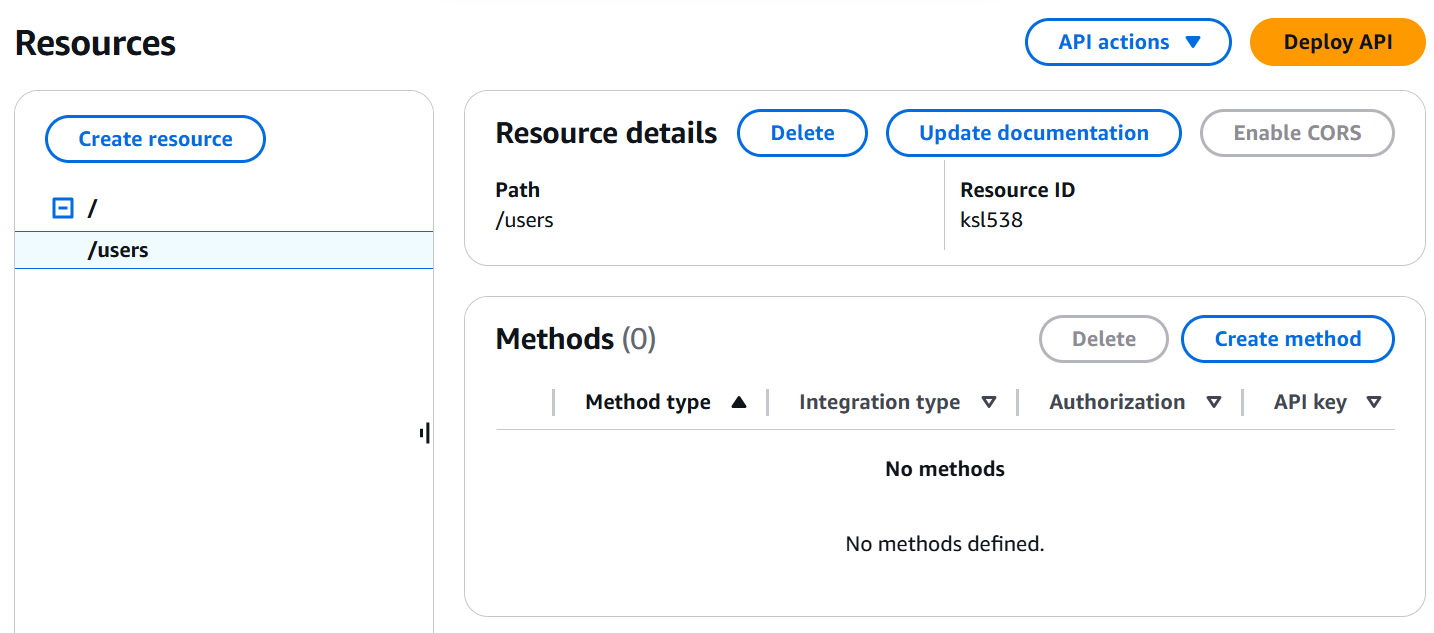 Resources
API actions
Deploy API
Create resource
/
/users
Resource details
Delete
Update documentation
Enable CORS
Path
/users
Resource ID
ksl538
Methods (0)
Delete
Create method
Method type
Integration type
Authorization
API key
No methods
No methods defined.